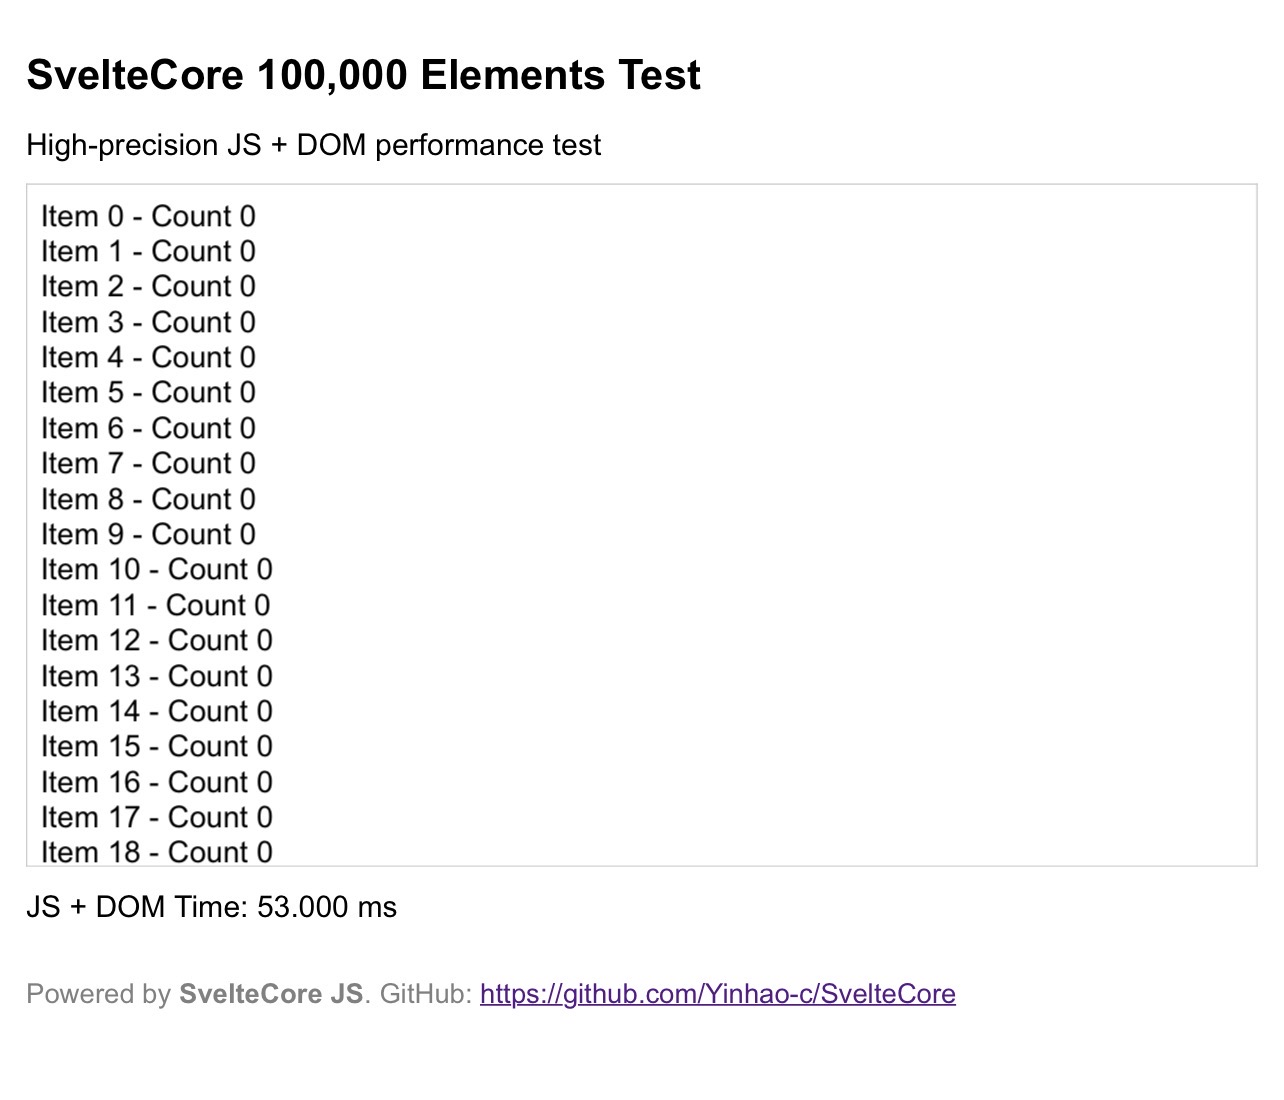 SvelteCore 100,000 Elements Test
High-precision JS + DOM performance test
Item 0 - Count 0
Item 1 - Count 0
Item 2 - Count 0
Item 3 - Count 0
Item 4 - Count 0
Item 5 - Count 0
Item 6 - Count 0
Item 7 - Count 0
Item 8 - Count 0
Item 9 - Count 0
Item 10 - Count 0
Item 11 - Count 0
Item 12 - Count 0
Item 13 - Count 0
Item 14 - Count 0
Item 15 - Count 0
Item 16 - Count 0
Item 17 - Count 0
Item 18 - Count 0
JS + DOM Time: 53.000 ms
Powered by SvelteCore JS. GitHub: https://github.com/Yinhao-c/SvelteCore